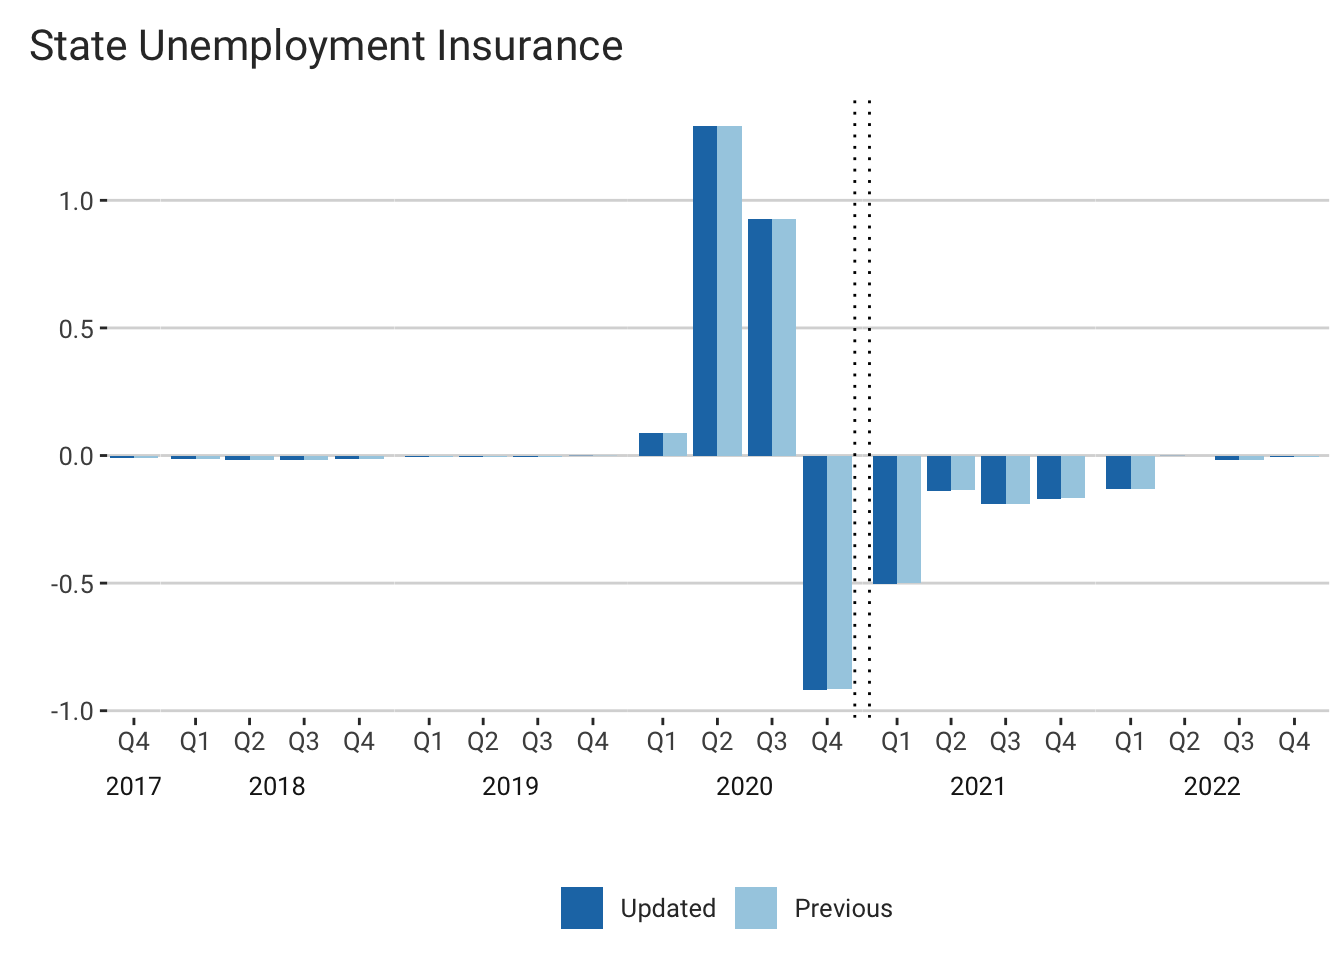 State Unemployment Insurance
1.0
0.5
0.0
-0.5
-1.0
Q4 Q1 Q2 Q3 Q4 Q1 Q2 Q3 Q4 Q1 Q2 Q3 Q4 Q1 Q2 Q3 Q4 Q1 Q2 Q3 Q4
2017 2018 2019 2020 2021 2022
Updated Previous